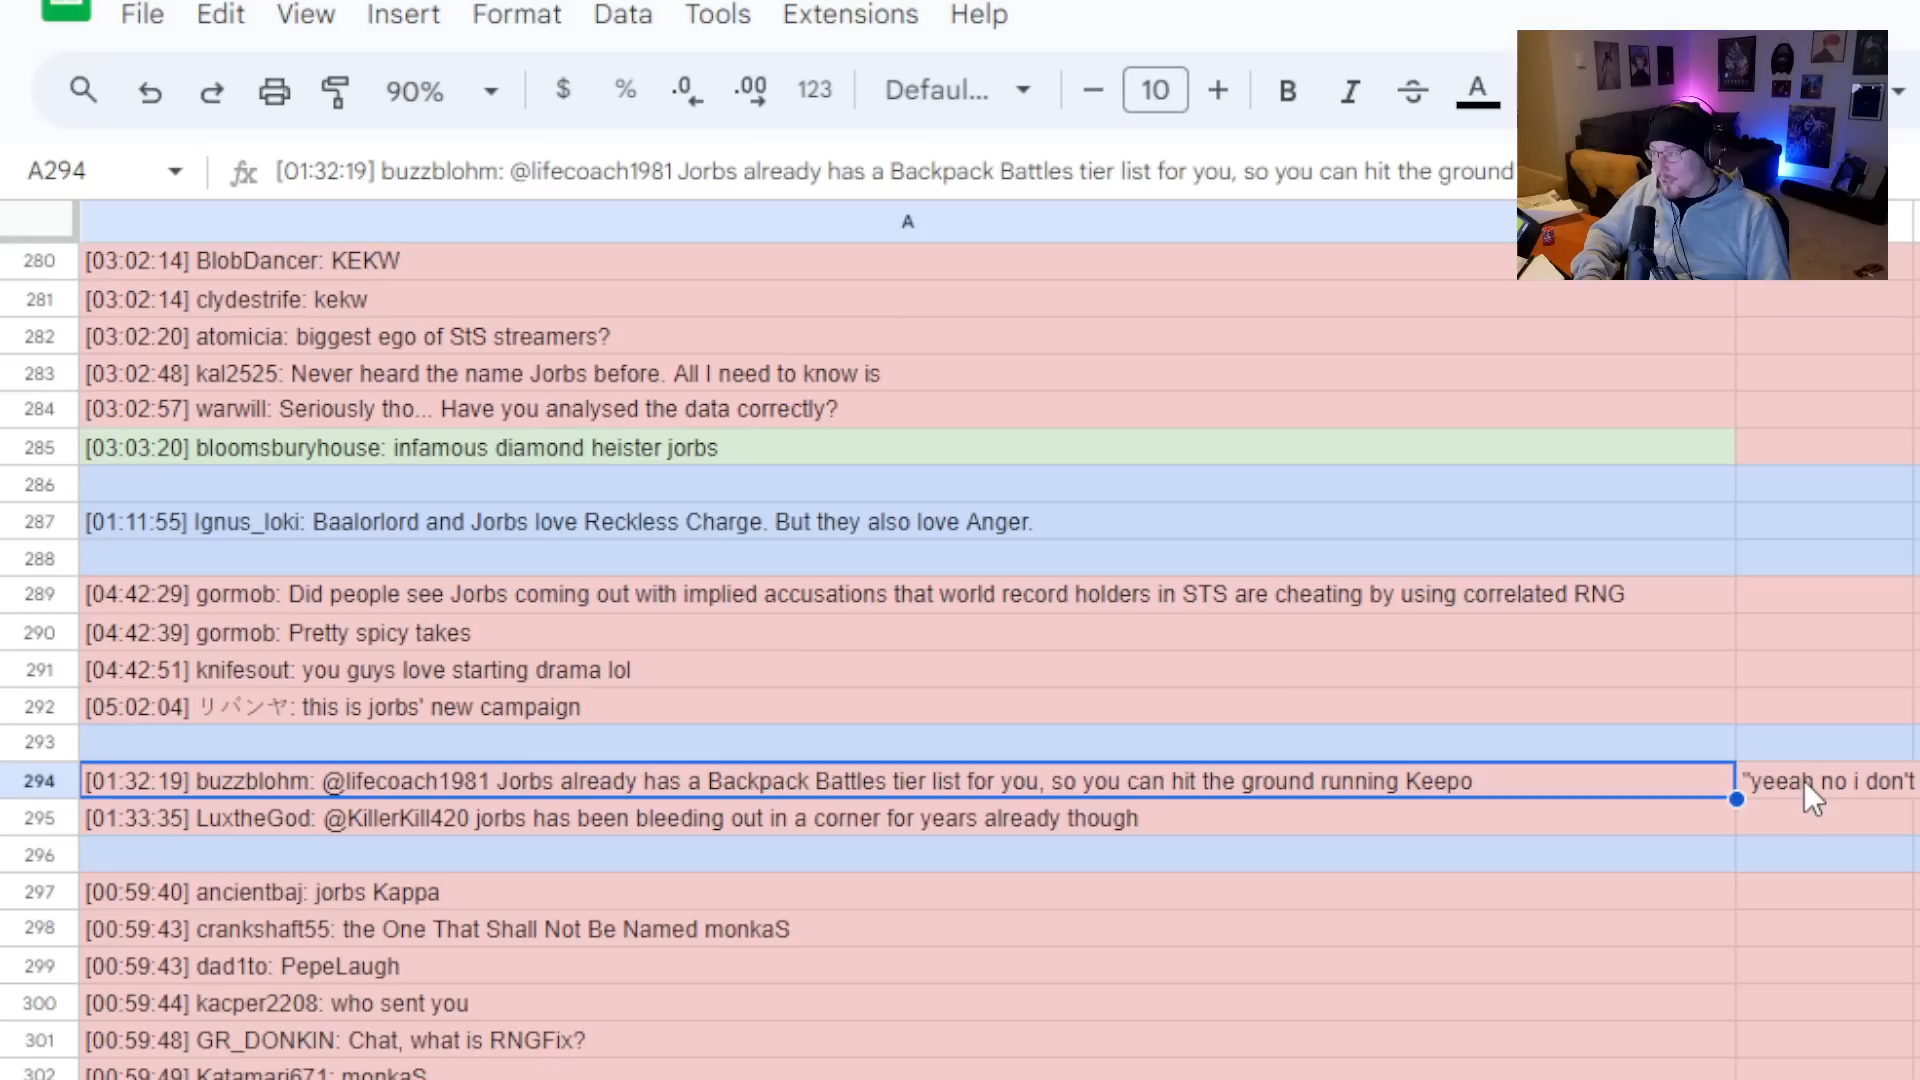 File Edit View Insert Format Data Tools Extensions Help
90% $ % .0 .00 123 Defaul... 10 B I A
A294 fx [01:32:19] buzzblohm: @lifecoach1981 Jorbs already has a Backpack Battles tier list for you, so you can hit the ground
A
280 [03:02:14] BlobDancer: KEKW
281 [03:02:14] clydestrife: kekw
282 [03:02:20] atomicia: biggest ego of StS streamers?
283 [03:02:48] kal2525: Never heard the name Jorbs before. All I need to know is
284 [03:02:57] warwill: Seriously tho... Have you analysed the data correctly?
285 [03:03:20] bloomsburyhouse: infamous diamond heister jorbs
286
287 [01:11:55] Ignus_loki: Baalorlord and Jorbs love Reckless Charge. But they also love Anger.
288
289 [04:42:29] gormob: Did people see Jorbs coming out with implied accusations that world record holders in STS are cheating by using correlated RNG
290 [04:42:39] gormob: Pretty spicy takes
291 [04:42:51] knifesout: you guys love starting drama lol
292 [05:02:04] リバンヤ: this is jorbs' new campaign
293
294 [01:32:19] buzzblohm: @lifecoach1981 Jorbs already has a Backpack Battles tier list for you, so you can hit the ground running Keepo "yeeah no i don't
295 [01:33:35] LuxtheGod: @KillerKill420 jorbs has been bleeding out in a corner for years already though
296
297 [00:59:40] ancientbaj: jorbs Kappa
298 [00:59:43] crankshaft55: the One That Shall Not Be Named monkaS
299 [00:59:43] dad1to: PepeLaugh
300 [00:59:44] kacper2208: who sent you
301 [00:59:48] GR_DONKIN: Chat, what is RNGFix?
302 [00:59:49] Katamari671: monkaS